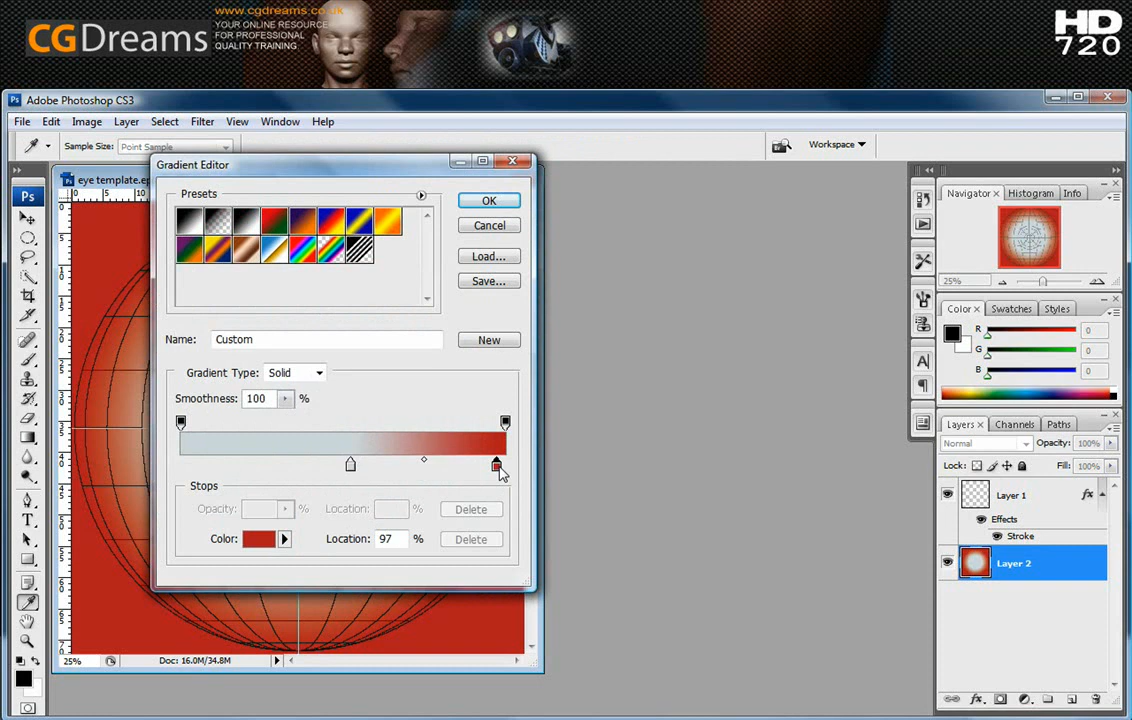 www.cgdreams.co.uk
CGDreams
YOUR ONLINE RESOURCE
FOR PROFESSIONAL
QUALITY TRAINING.
HD
720
Ps Adobe Photoshop CS3
File Edit Image Layer Select Filter View Window Help
Sample Size: Point Sample
Workspace
eye template.ep
Gradient Editor
Presets
OK
Cancel
Load...
Save...
Name: Custom
New
Gradient Type: Solid
Smoothness: 100 %
Stops
Opacity: % Location: % Delete
Color: Location: 97 % Delete
25% Doc: 16.0M/34.8M
Ps
T
Navigator Histogram Info
25%
Color Swatches Styles
R 0
G 0
B 0
Layers Channels Paths
Normal Opacity: 100%
Lock: Fill: 100%
Layer 1 fx
Effects
Stroke
Layer 2
fx